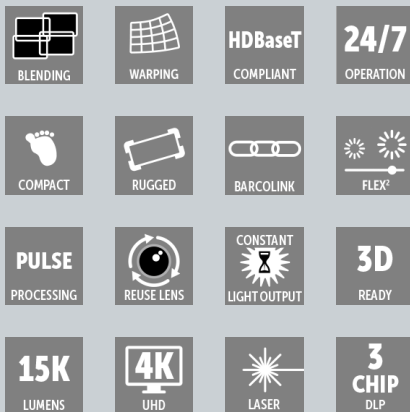 BLENDING
WARPING
HDBaseT
COMPLIANT
24/7
OPERATION
COMPACT
RUGGED
BARCOLINK
FLEX²
PULSE
PROCESSING
REUSE LENS
CONSTANT
LIGHT OUTPUT
3D
READY
15K
LUMENS
4K
UHD
LASER
3
CHIP
DLP